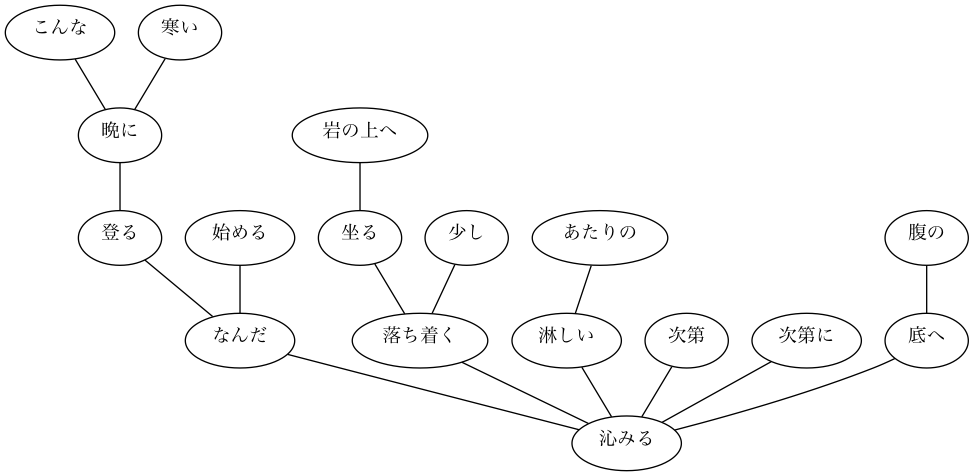 こんな
寒い
晩に
岩の上へ
登る
始める
坐る
少し
あたりの
腹の
なんだ
落ち着く
淋しい
次第
次第に
底へ
沁みる